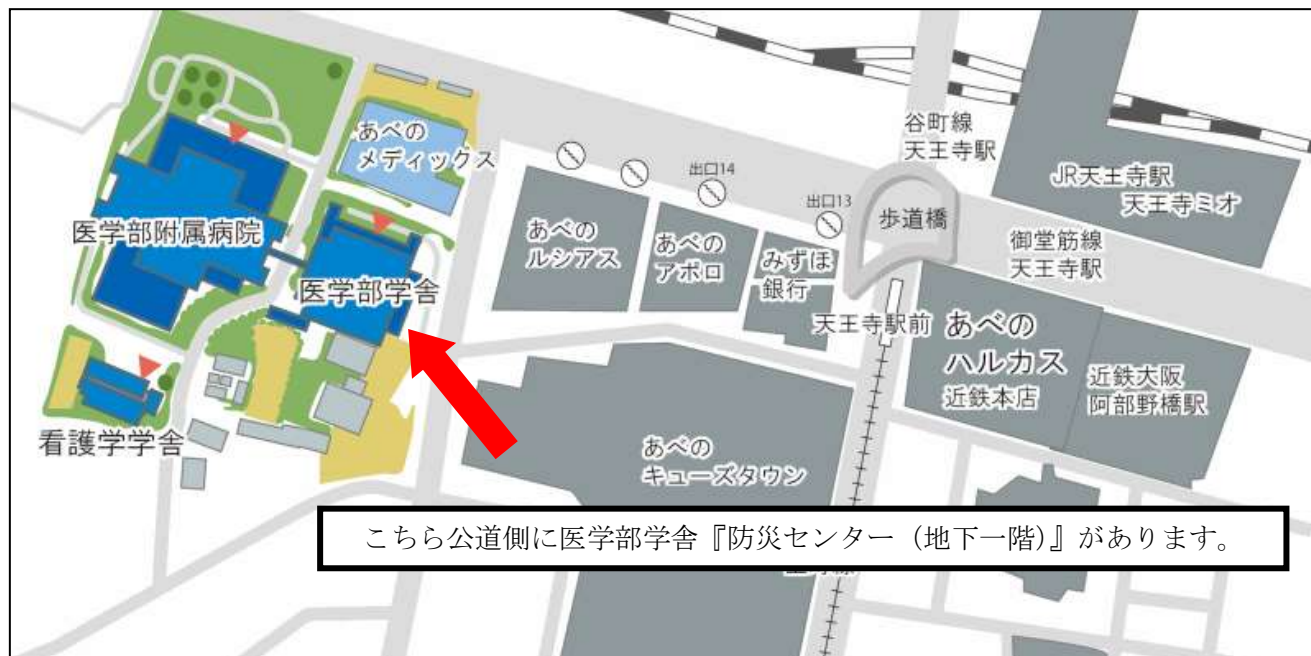 谷町線
天王寺駅
あべの
メディックス
出口14
JR天王寺駅
天王寺ミオ
出口13
医学部附属病院
あべの
ルシアス
あべの
アポロ
みずほ
銀行
歩道橋
御堂筋線
天王寺駅
医学部学舎
天王寺駅前
あべの
ハルカス
近鉄本店
近鉄大阪
阿部野橋駅
看護学学舎
あべの
キューズタウン
こちら公道側に医学部学舎『防災センター（地下一階）』があります。